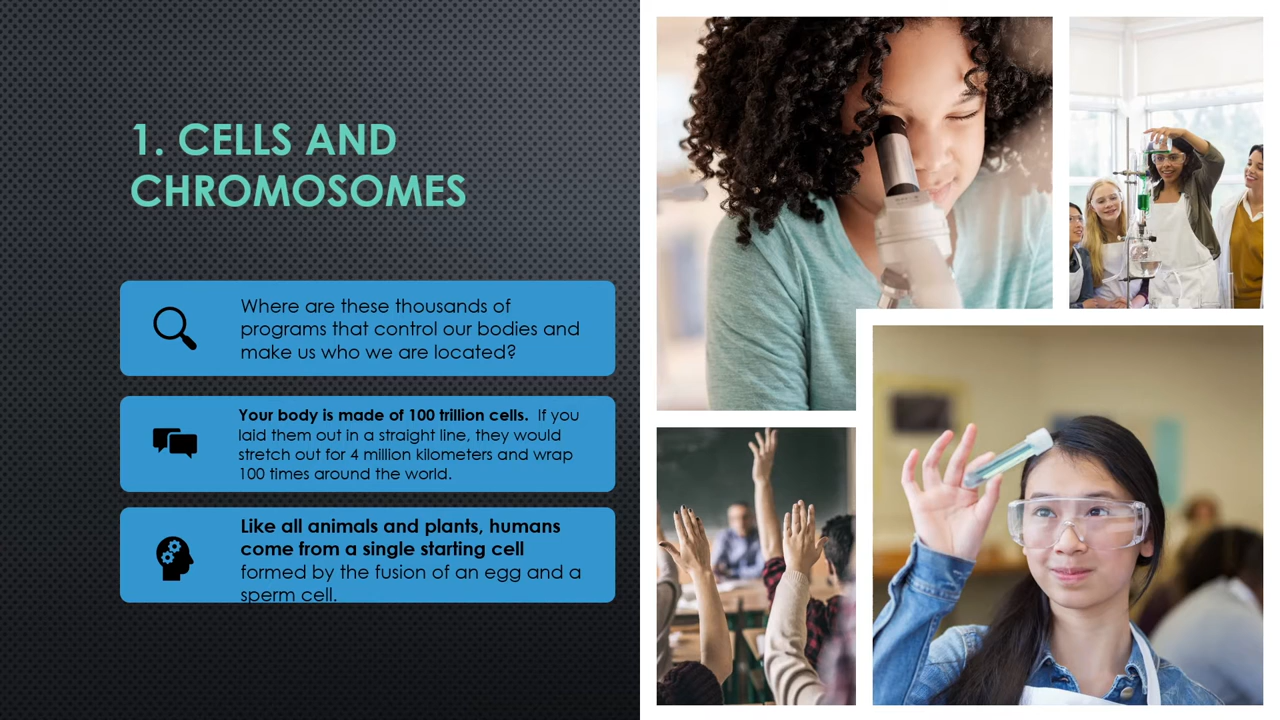 1. CELLS AND
CHROMOSOMES
Where are these thousands of
programs that control our bodies and
make us who we are located?
Your body is made of 100 trillion cells.  If you
laid them out in a straight line, they would
stretch out for 4 million kilometers and wrap
100 times around the world.
Like all animals and plants, humans
come from a single starting cell
formed by the fusion of an egg and a
sperm cell.